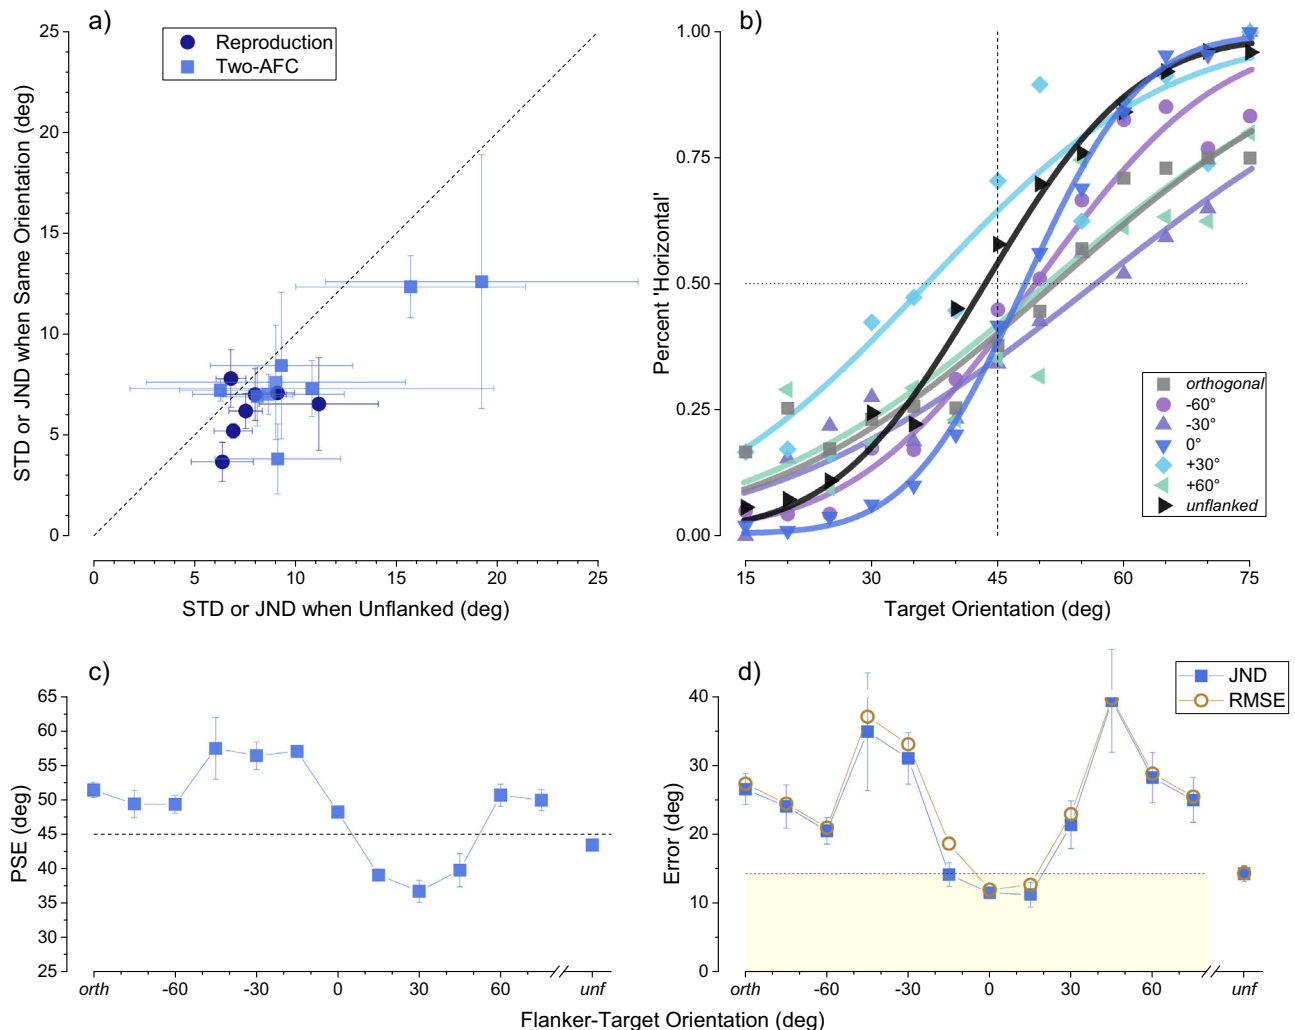 a)
25
20
15
10
5
0
STD or JND when Same Orientation (deg)
Reproduction
Two-AFC
0 5 10 15 20 25
STD or JND when Unflanked (deg)
b)
1.00
0.75
0.50
0.25
0.00
Percent 'Horizontal'
orthogonal
-60°
-30°
0°
+30°
+60°
unflanked
15 30 45 60 75
Target Orientation (deg)
c)
65
60
55
50
45
40
35
30
25
PSE (deg)
orth -60 -30 0 30 60 unf
d)
40
30
20
10
0
Error (deg)
JND
RMSE
orth -60 -30 0 30 60 unf
Flanker-Target Orientation (deg)